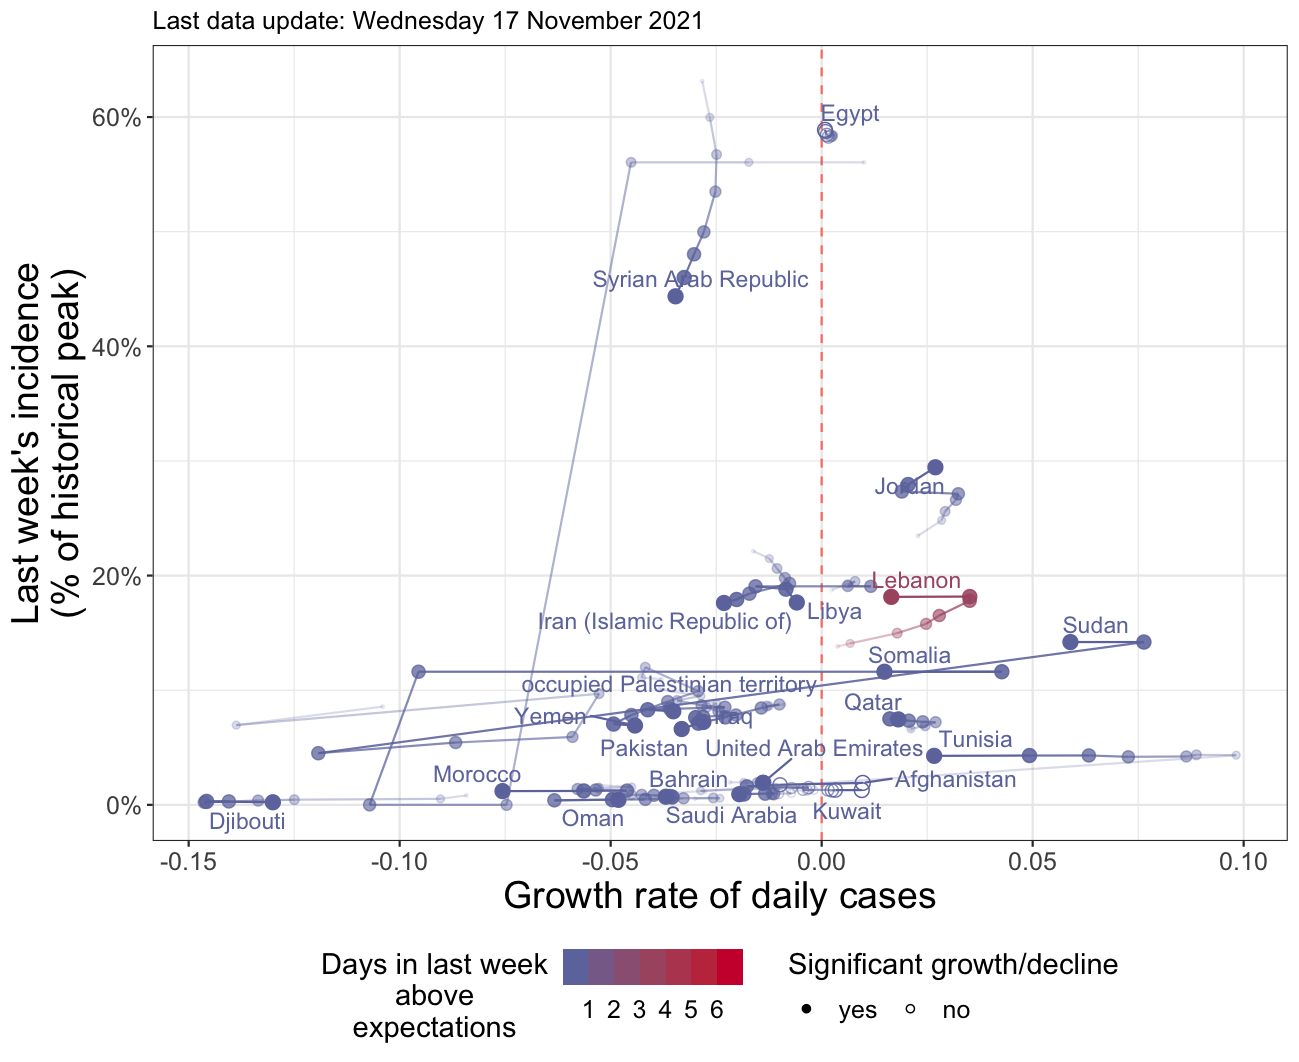 Last data update: Wednesday 17 November 2021
Last week's incidence
(% of historical peak)
60%
40%
20%
0%
Egypt
Syrian Arab Republic
Jordan
Lebanon
Libya
Iran (Islamic Republic of)
Sudan
Somalia
occupied Palestinian territory
Qatar
Yemen
Iraq
Tunisia
Pakistan
United Arab Emirates
Morocco
Bahrain
Afghanistan
Djibouti
Oman
Saudi Arabia
Kuwait
-0.15
-0.10
-0.05
0.00
0.05
0.10
Growth rate of daily cases
Days in last week
above
expectations
1 2 3 4 5 6
Significant growth/decline
yes
no